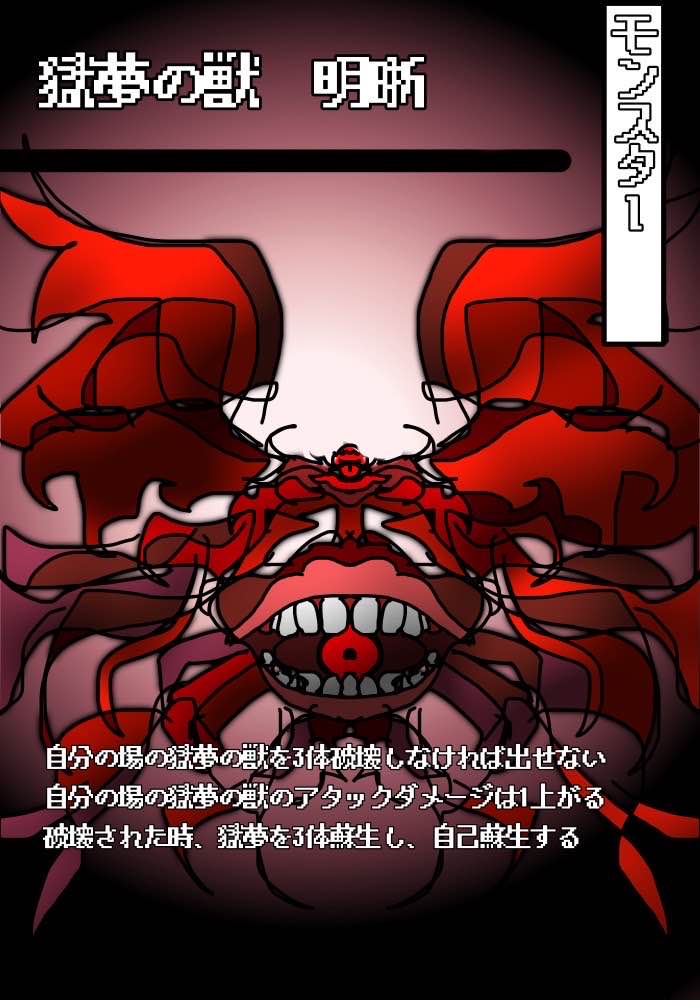 獄夢の獣　明晰
モンスター
自分の場の獄夢の獣を3体破壊しなければ出せない
自分の場の獄夢の獣のアタックダメージは1上がる
破壊された時、獄夢を3体蘇生し、自己蘇生する